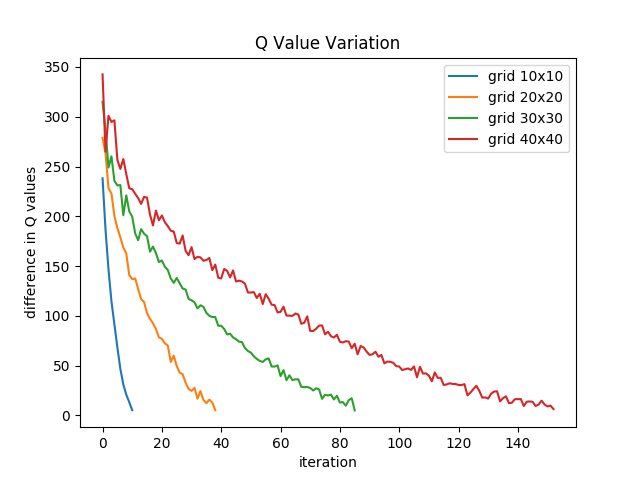 Q Value Variation
350
300
250
200
150
100
50
0
difference in Q values
grid 10x10
grid 20x20
grid 30x30
grid 40x40
0 20 40 60 80 100 120 140
iteration